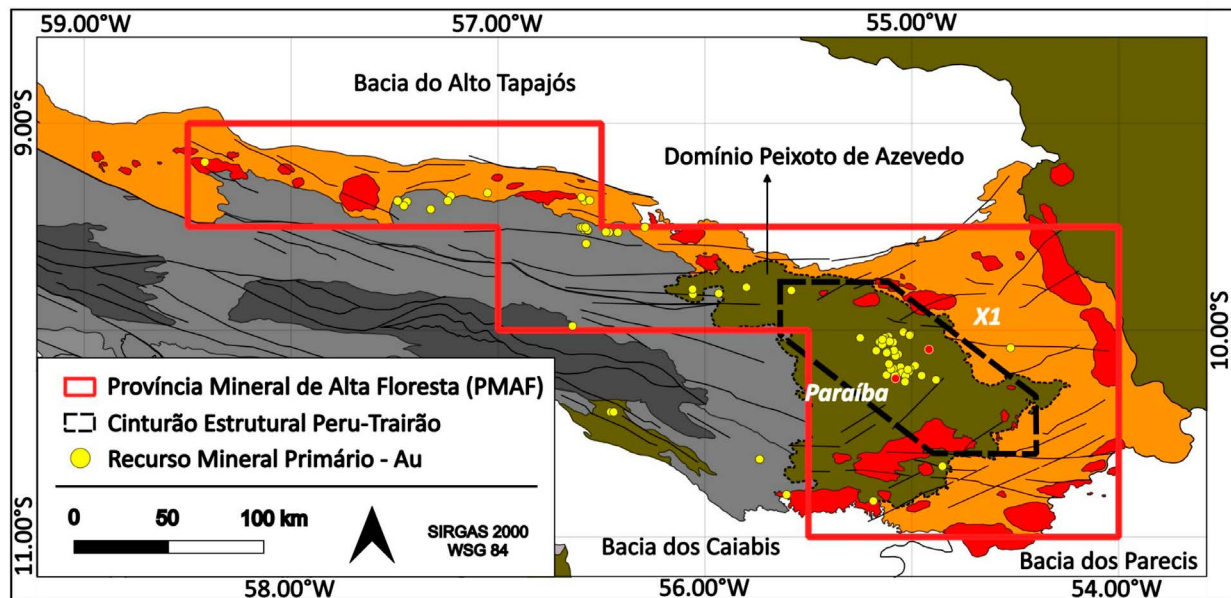 59.00°W
57.00°W
55.00°W
Bacia do Alto Tapajós
9.00°S
Domínio Peixoto de Azevedo
X1
10.00°S
Paraíba
Província Mineral de Alta Floresta (PMAF)
Cinturão Estrutural Peru-Trairão
Recurso Mineral Primário - Au
0 50 100 km
SIRGAS 2000
WSG 84
11.00°S
Bacia dos Caiabis
Bacia dos Parecis
58.00°W
56.00°W
54.00°W